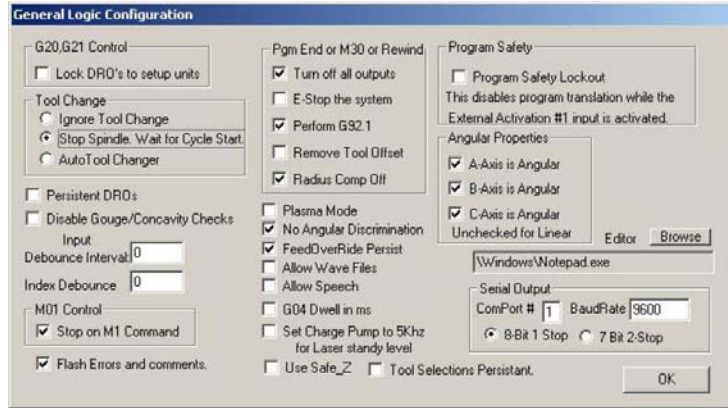 General Logic Configuration
G20,G21 Control
Lock DRO's to setup units
Tool Change
Ignore Tool Change
Stop Spindle. Wait for Cycle Start.
AutoTool Changer
Persistent DROs
Disable Gouge/Concavity Checks
Input
Debounce Interval: 0
Index Debounce 0
M01 Control
Stop on M1 Command
Flash Errors and comments.
Pgm End or M30 or Rewind
Turn off all outputs
E-Stop the system
Perform G92.1
Remove Tool Offset
Radius Comp Off
Plasma Mode
No Angular Discrimination
FeedOverRide Persist
Allow Wave Files
Allow Speech
G04 Dwell in ms
Set Charge Pump to 5Khz
for Laser standy level
Use Safe_Z
Tool Selections Persistant.
Program Safety
Program Safety Lockout
This disables program translation while the
External Activation #1 input is activated.
Angular Properties
A-Axis is Angular
B-Axis is Angular
C-Axis is Angular
Unchecked for Linear
Editor Browse
\Windows\Notepad.exe
Serial Output
ComPort # 1 BaudRate 9600
8-Bit 1 Stop 7 Bit 2-Stop
OK